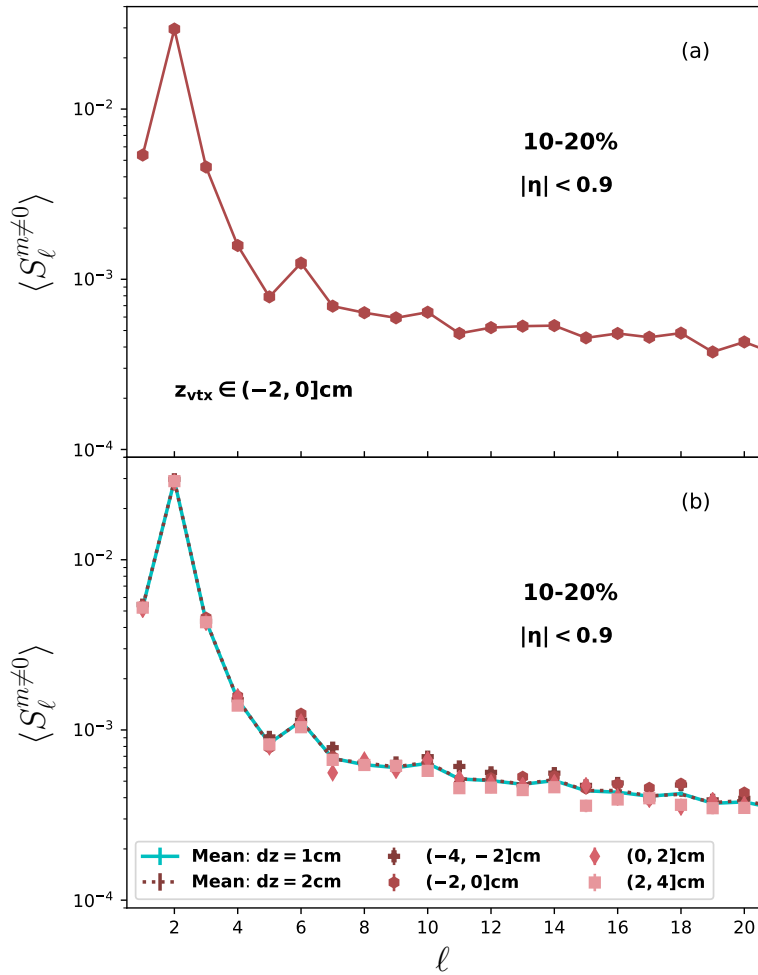 (a)
10-20%
|η| < 0.9
10⁻²
⟨S_ℓ^{m≠0}⟩
10⁻³
z_vtx ∈ (−2, 0]cm
10⁻⁴
(b)
10⁻²
10-20%
|η| < 0.9
⟨S_ℓ^{m≠0}⟩
10⁻³
Mean: dz = 1cm (−4, −2]cm (0, 2]cm
Mean: dz = 2cm (−2, 0]cm (2, 4]cm
10⁻⁴
2 4 6 8 10 12 14 16 18 20
ℓ